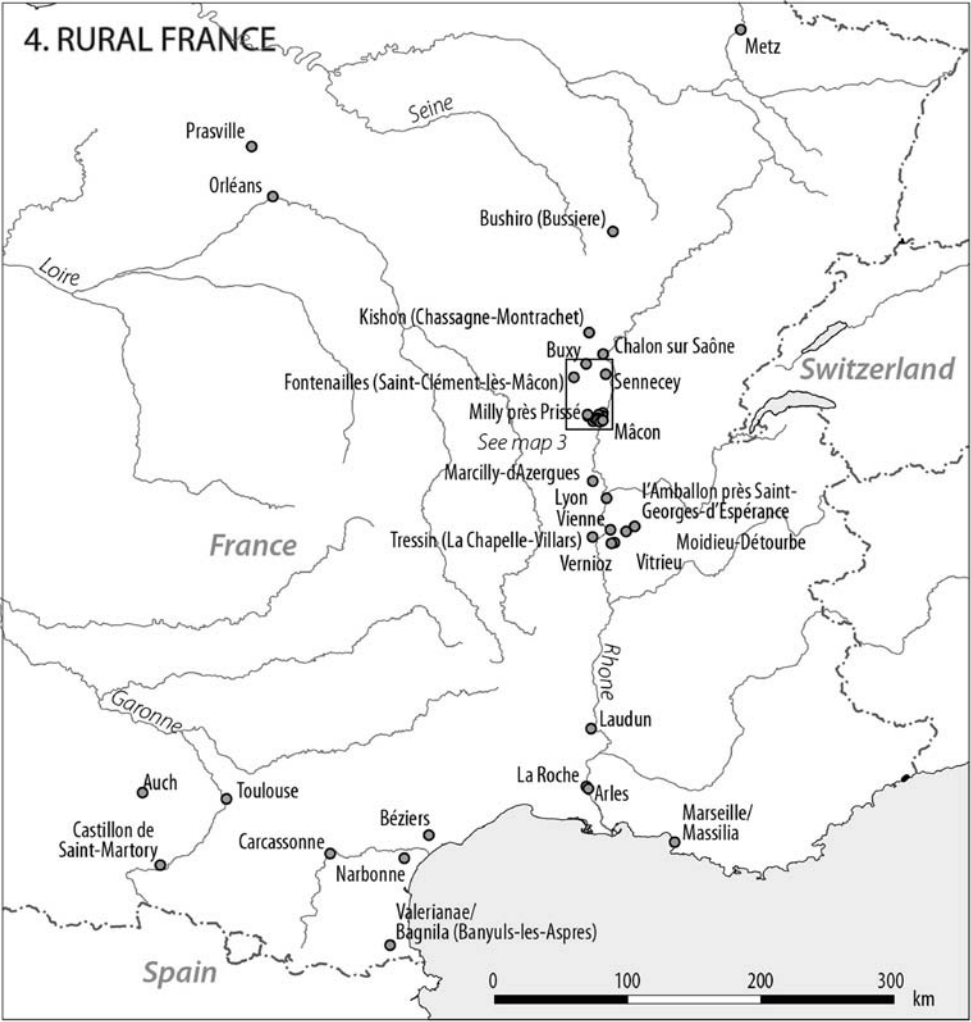 4. RURAL FRANCE
Metz
Seine
Prasville
Orléans
Bushiro (Bussiere)
Loire
Kishon (Chassagne-Montrachet)
Buxy
Chalon sur Saône
Switzerland
Fontenailles (Saint-Clément-lès-Mâcon)
Sennecey
Milly près Prissé
Mâcon
See map 3
Marcilly-dAzergues
Lyon
l'Amballon près Saint-
Georges-d'Espérance
Vienne
France
Tressin (La Chapelle-Villars)
Moidieu-Détourbe
Vernioz
Vitrieu
Rhone
Garonne
Laudun
La Roche
Arles
Auch
Toulouse
Marseille/
Massilia
Béziers
Castillon de
Saint-Martory
Carcassonne
Narbonne
Valerianae/
Bagnila (Banyuls-les-Aspres)
Spain
0 100 200 300
km